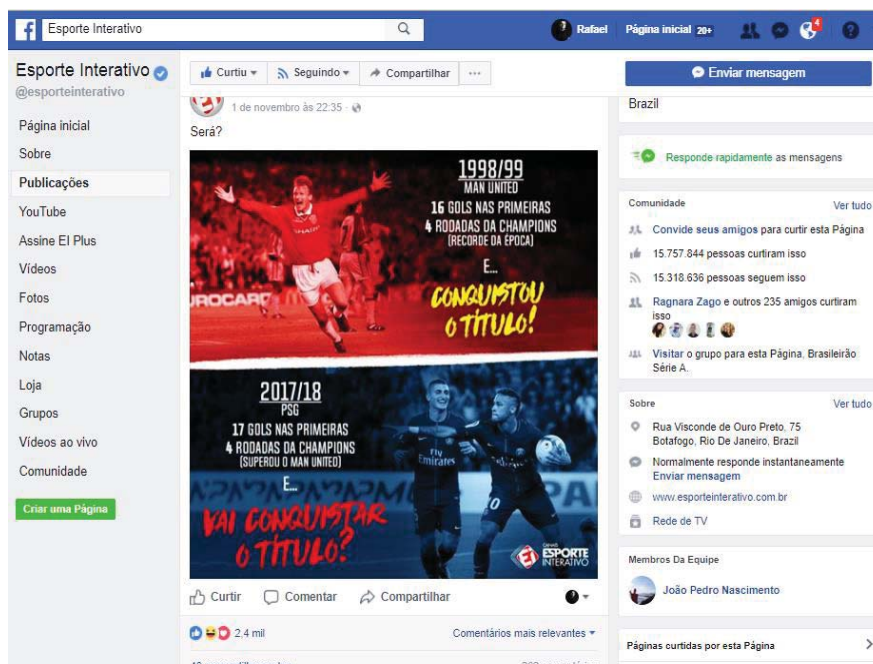 Esporte Interativo
Rafael
Página inicial 20+
4
Esporte Interativo
@esporteinterativo
Página inicial
Sobre
Publicações
YouTube
Assine EI Plus
Vídeos
Fotos
Programação
Notas
Loja
Grupos
Vídeos ao vivo
Comunidade
Criar uma Página
Curtiu
Seguindo
Compartilhar
1 de novembro às 22:35
Será?
1998/99
MAN UNITED
16 GOLS NAS PRIMEIRAS
4 RODADAS DA CHAMPIONS
(RECORDE DA ÉPOCA)
E...
CONQUISTOU
O TÍTULO!
SHARP
UROCARD
2017/18
PSG
17 GOLS NAS PRIMEIRAS
4 RODADAS DA CHAMPIONS
(SUPEROU O MAN UNITED)
E...
VAI CONQUISTAR
O TÍTULO?
Fly
Emirates
ESPORTE
INTERATIVO
Curtir
Comentar
Compartilhar
2,4 mil
Comentários mais relevantes
Enviar mensagem
Brazil
Responde rapidamente as mensagens
Comunidade
Ver tudo
Convide seus amigos para curtir esta Página
15.757.844 pessoas curtiram isso
15.318.636 pessoas seguem isso
Ragnara Zago e outros 235 amigos curtiram
isso
Visitar o grupo para esta Página, Brasileirão
Série A.
Sobre
Ver tudo
Rua Visconde de Ouro Preto, 75
Botafogo, Rio De Janeiro, Brazil
Normalmente responde instantaneamente
Enviar mensagem
www.esporteinterativo.com.br
Rede de TV
Membros Da Equipe
João Pedro Nascimento
Páginas curtidas por esta Página